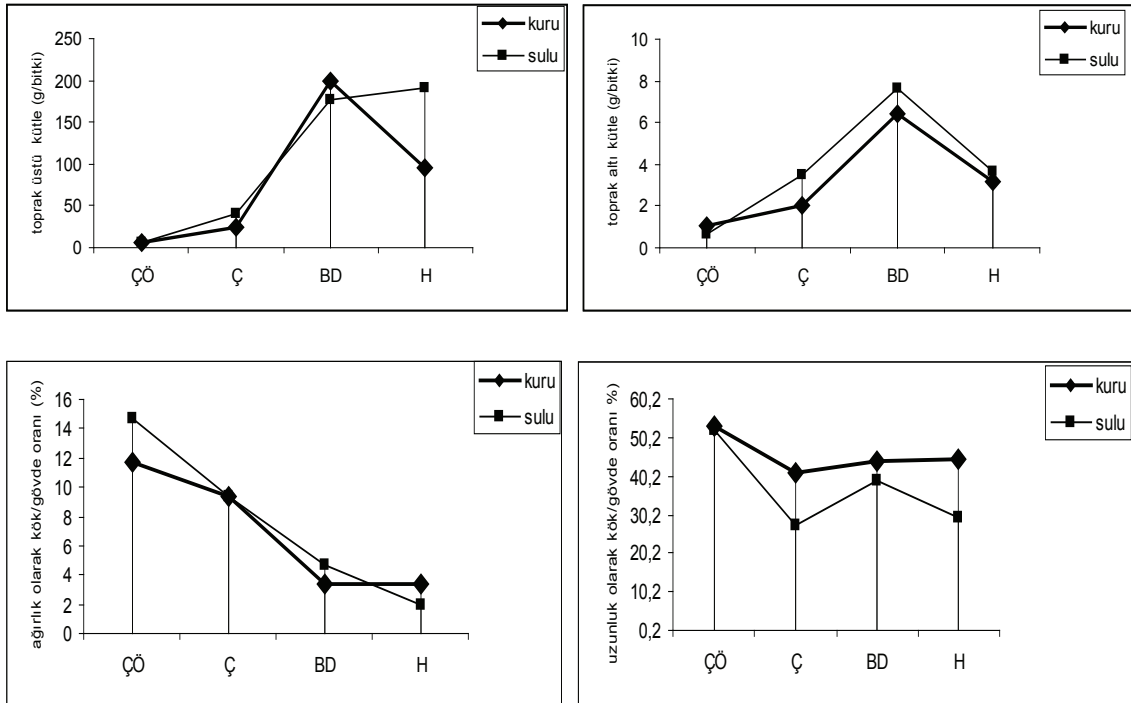 toprak üstü kütle (g/bitki)
250
200
150
100
50
0
ÇÖ Ç BD H
kuru
sulu
toprak altı kütle (g/bitki)
10
8
6
4
2
0
ÇÖ Ç BD H
kuru
sulu
ağırlık olarak kök/gövde oranı (%)
16
14
12
10
8
6
4
2
0
ÇÖ Ç BD H
kuru
sulu
uzunluk olarak kök/gövde oranı %)
60,2
50,2
40,2
30,2
20,2
10,2
0,2
ÇÖ Ç BD H
kuru
sulu